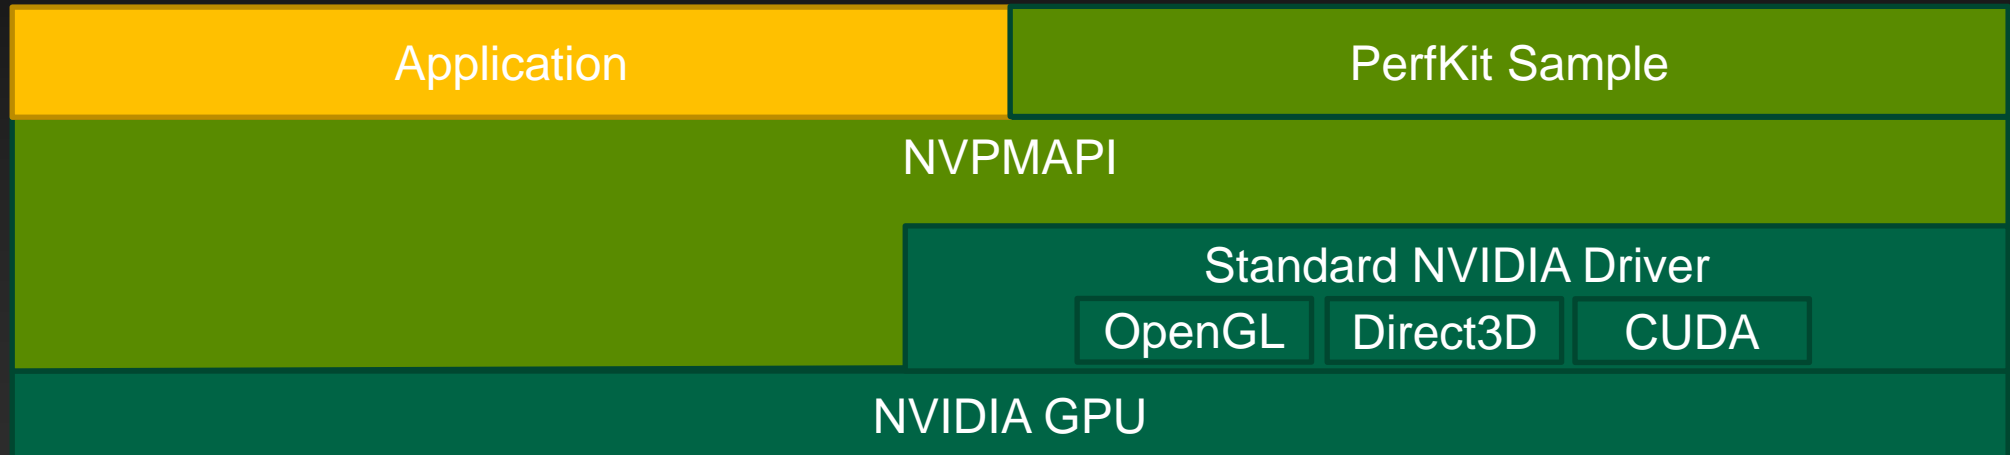 Application
PerfKit Sample
NVPMAPI
Standard NVIDIA Driver
OpenGL
Direct3D
CUDA
NVIDIA GPU